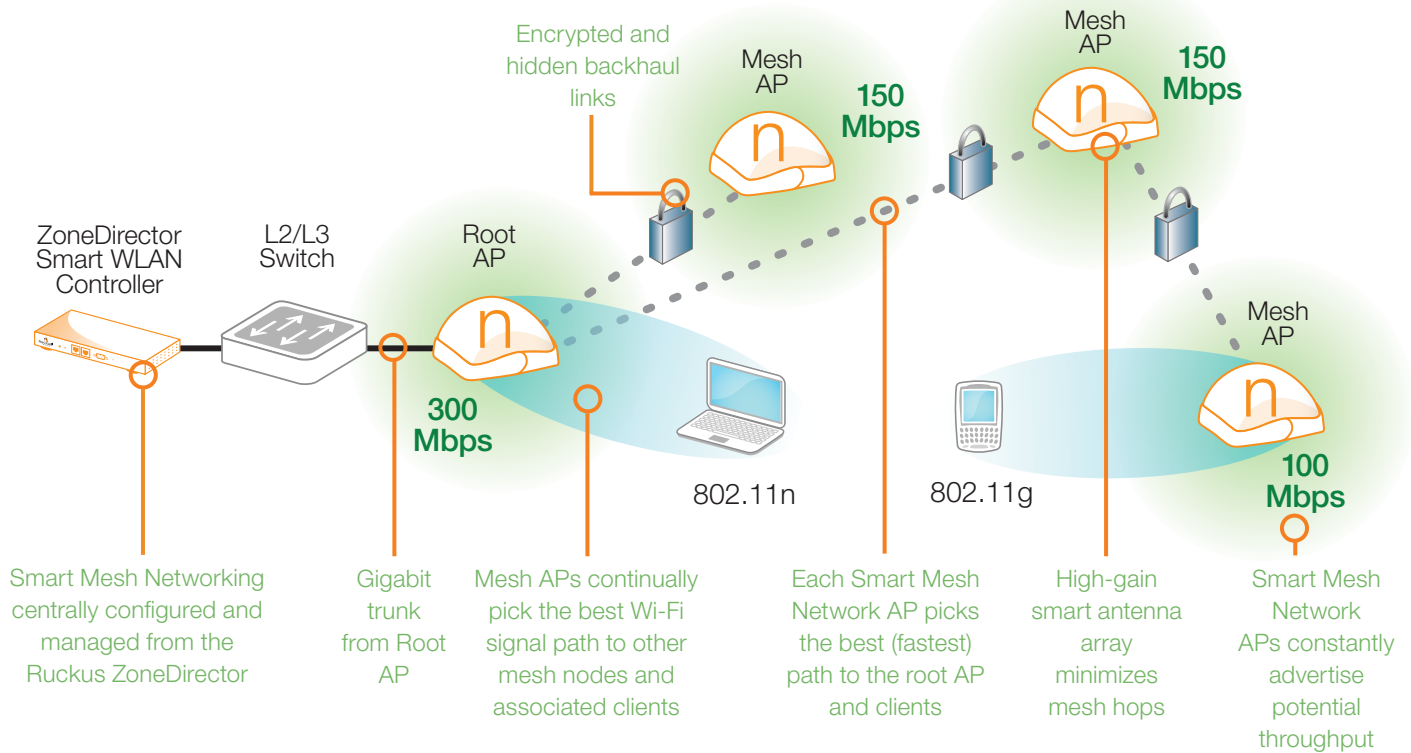 Encrypted and
hidden backhaul
links
Mesh
AP
150
Mbps
Mesh
AP
150
Mbps
ZoneDirector
Smart WLAN
Controller
L2/L3
Switch
Root
AP
n
n
n
300
Mbps
802.11n
802.11g
Mesh
AP
n
100
Mbps
Smart Mesh Networking
centrally configured and
managed from the
Ruckus ZoneDirector
Gigabit
trunk
from Root
AP
Mesh APs continually
pick the best Wi-Fi
signal path to other
mesh nodes and
associated clients
Each Smart Mesh
Network AP picks
the best (fastest)
path to the root AP
and clients
High-gain
smart antenna
array
minimizes
mesh hops
Smart Mesh
Network
APs constantly
advertise
potential
throughput